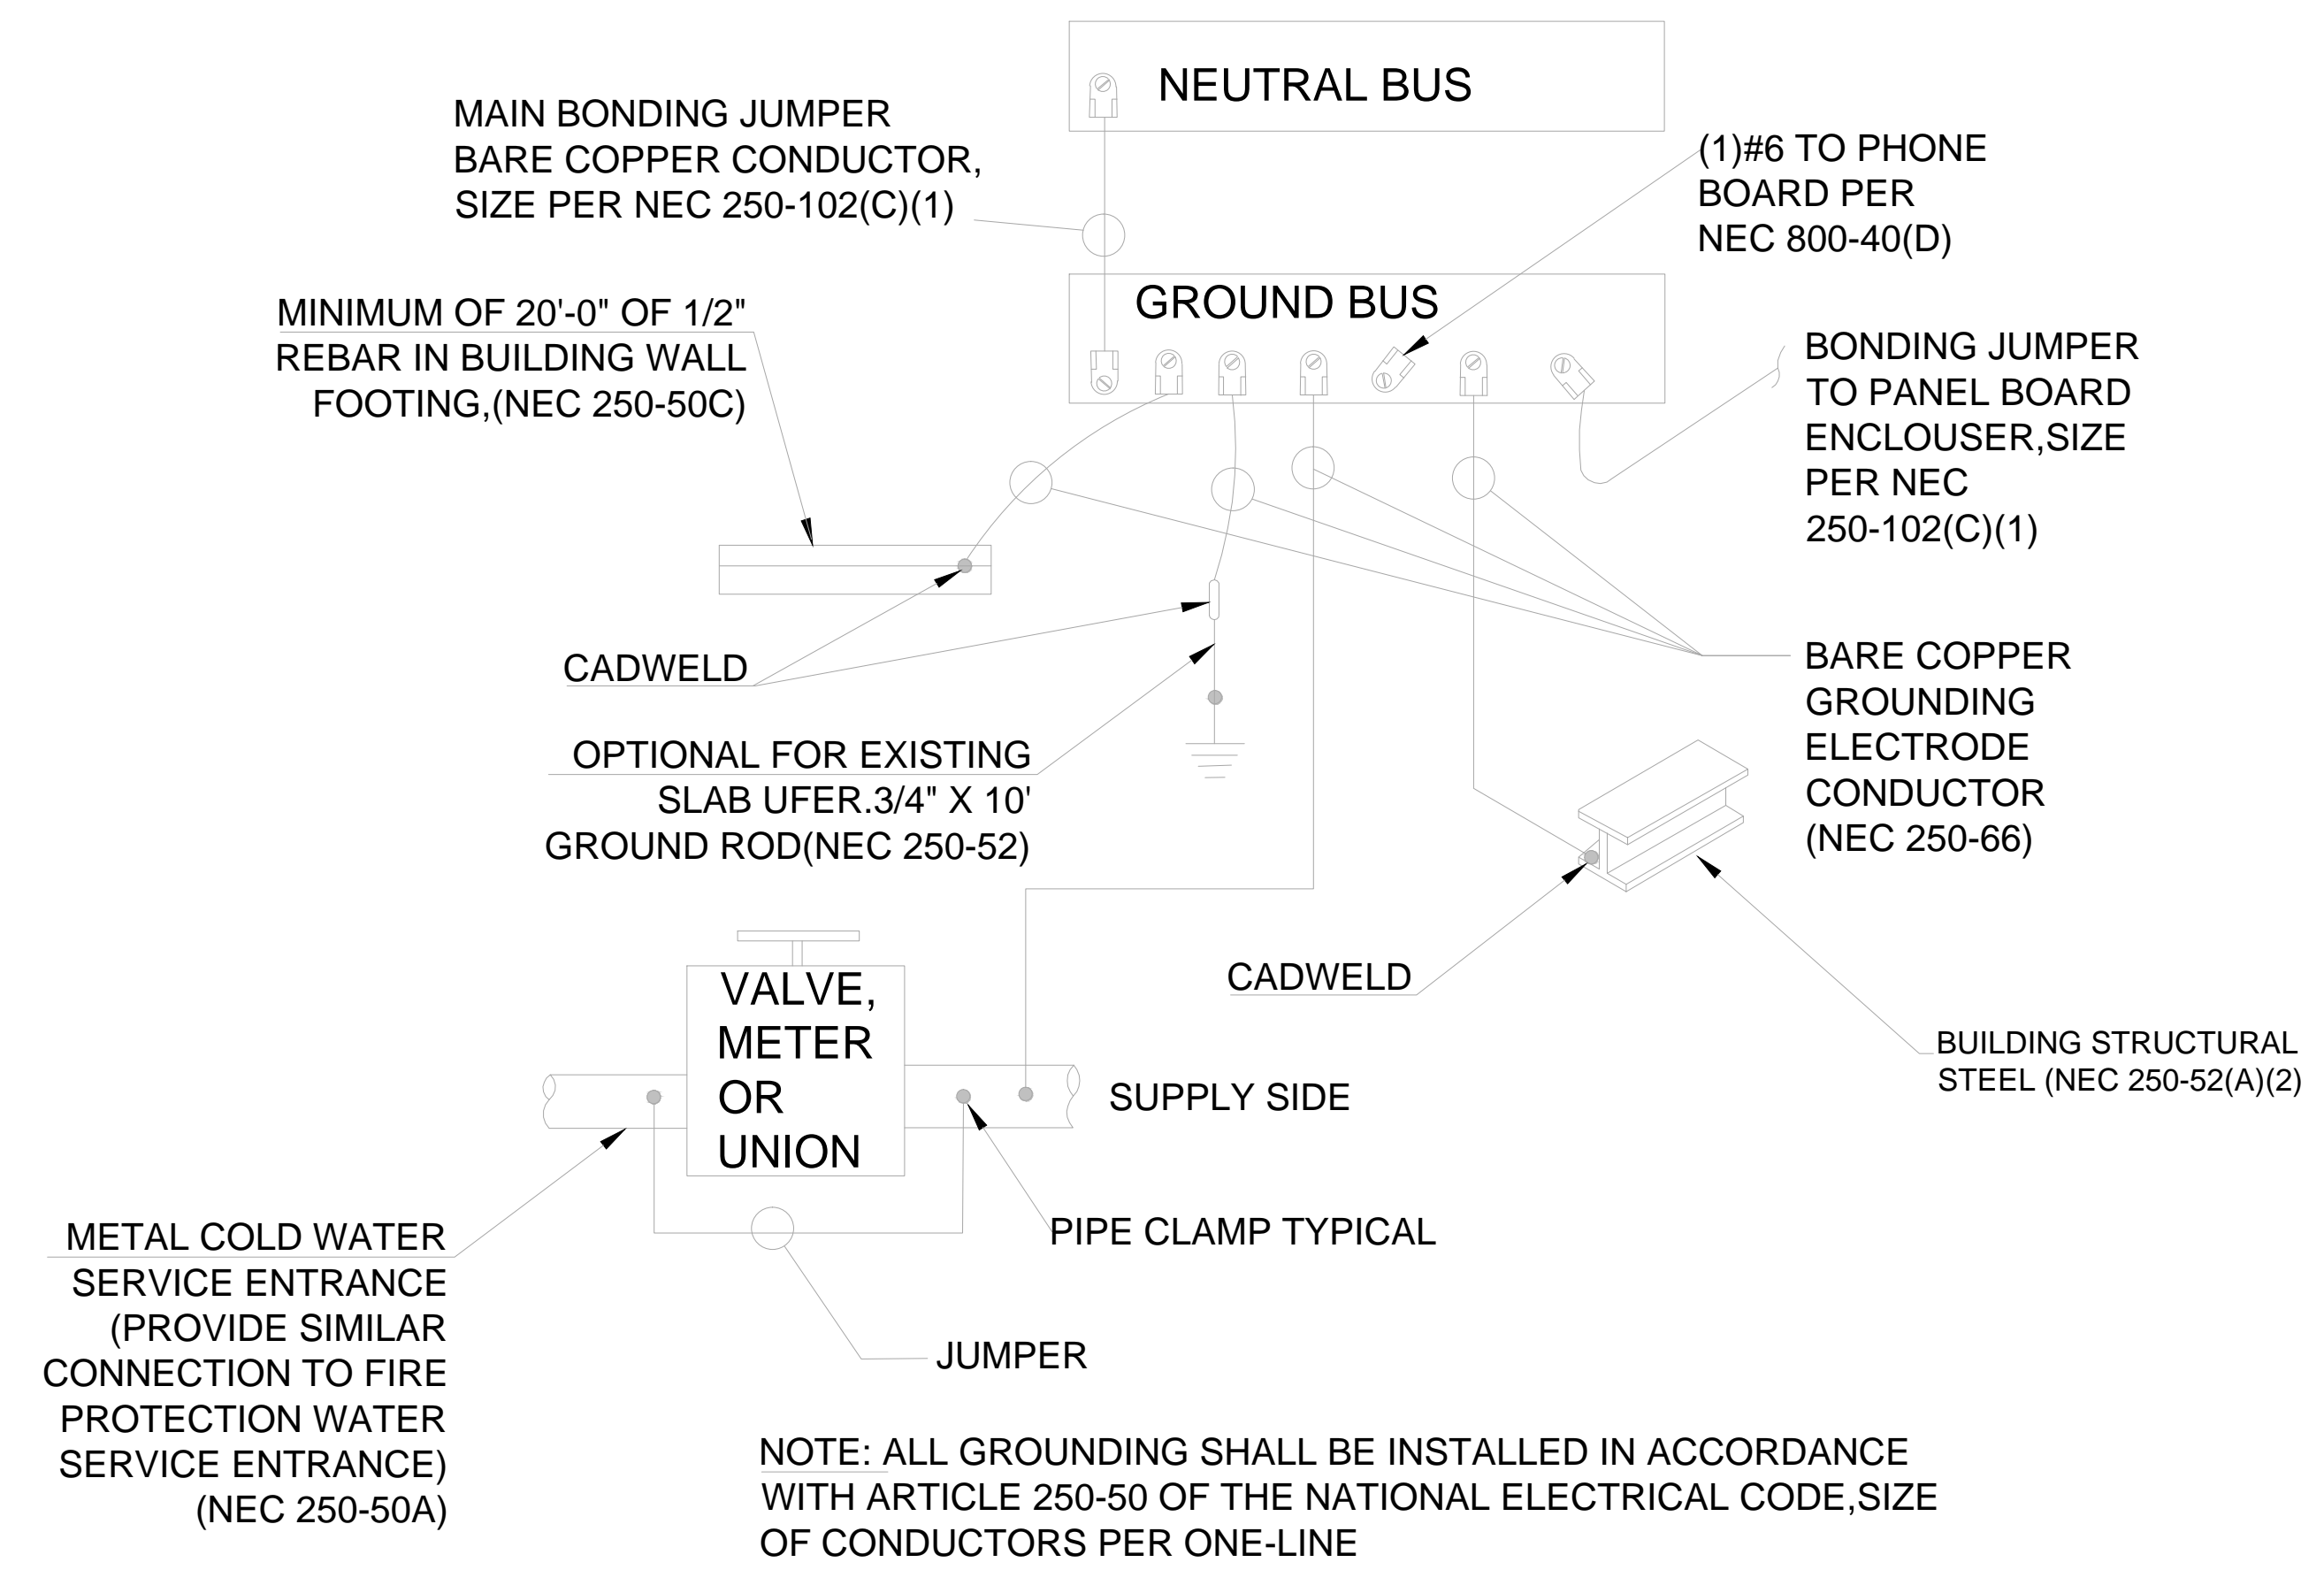 NEUTRAL BUS
MAIN BONDING JUMPER
BARE COPPER CONDUCTOR,
SIZE PER NEC 250-102(C)(1)
(1)#6 TO PHONE
BOARD PER
NEC 800-40(D)
GROUND BUS
MINIMUM OF 20'-0" OF 1/2"
REBAR IN BUILDING WALL
FOOTING,(NEC 250-50C)
BONDING JUMPER
TO PANEL BOARD
ENCLOUSER,SIZE
PER NEC
250-102(C)(1)
CADWELD
BARE COPPER
GROUNDING
ELECTRODE
CONDUCTOR
(NEC 250-66)
OPTIONAL FOR EXISTING
SLAB UFER.3/4" X 10'
GROUND ROD(NEC 250-52)
CADWELD
VALVE,
METER
OR
UNION
BUILDING STRUCTURAL
STEEL (NEC 250-52(A)(2)
SUPPLY SIDE
PIPE CLAMP TYPICAL
METAL COLD WATER
SERVICE ENTRANCE
(PROVIDE SIMILAR
CONNECTION TO FIRE
PROTECTION WATER
SERVICE ENTRANCE)
(NEC 250-50A)
JUMPER
NOTE: ALL GROUNDING SHALL BE INSTALLED IN ACCORDANCE
WITH ARTICLE 250-50 OF THE NATIONAL ELECTRICAL CODE,SIZE
OF CONDUCTORS PER ONE-LINE